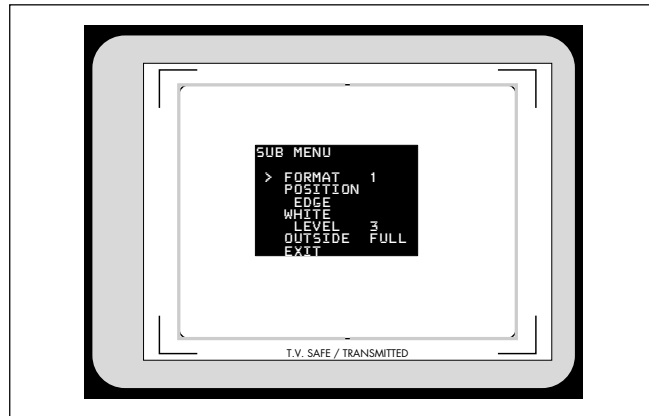 SUB MENU
> FORMAT 1
POSITION
EDGE
WHITE
LEVEL 3
OUTSIDE FULL
EXIT
T.V. SAFE / TRANSMITTED